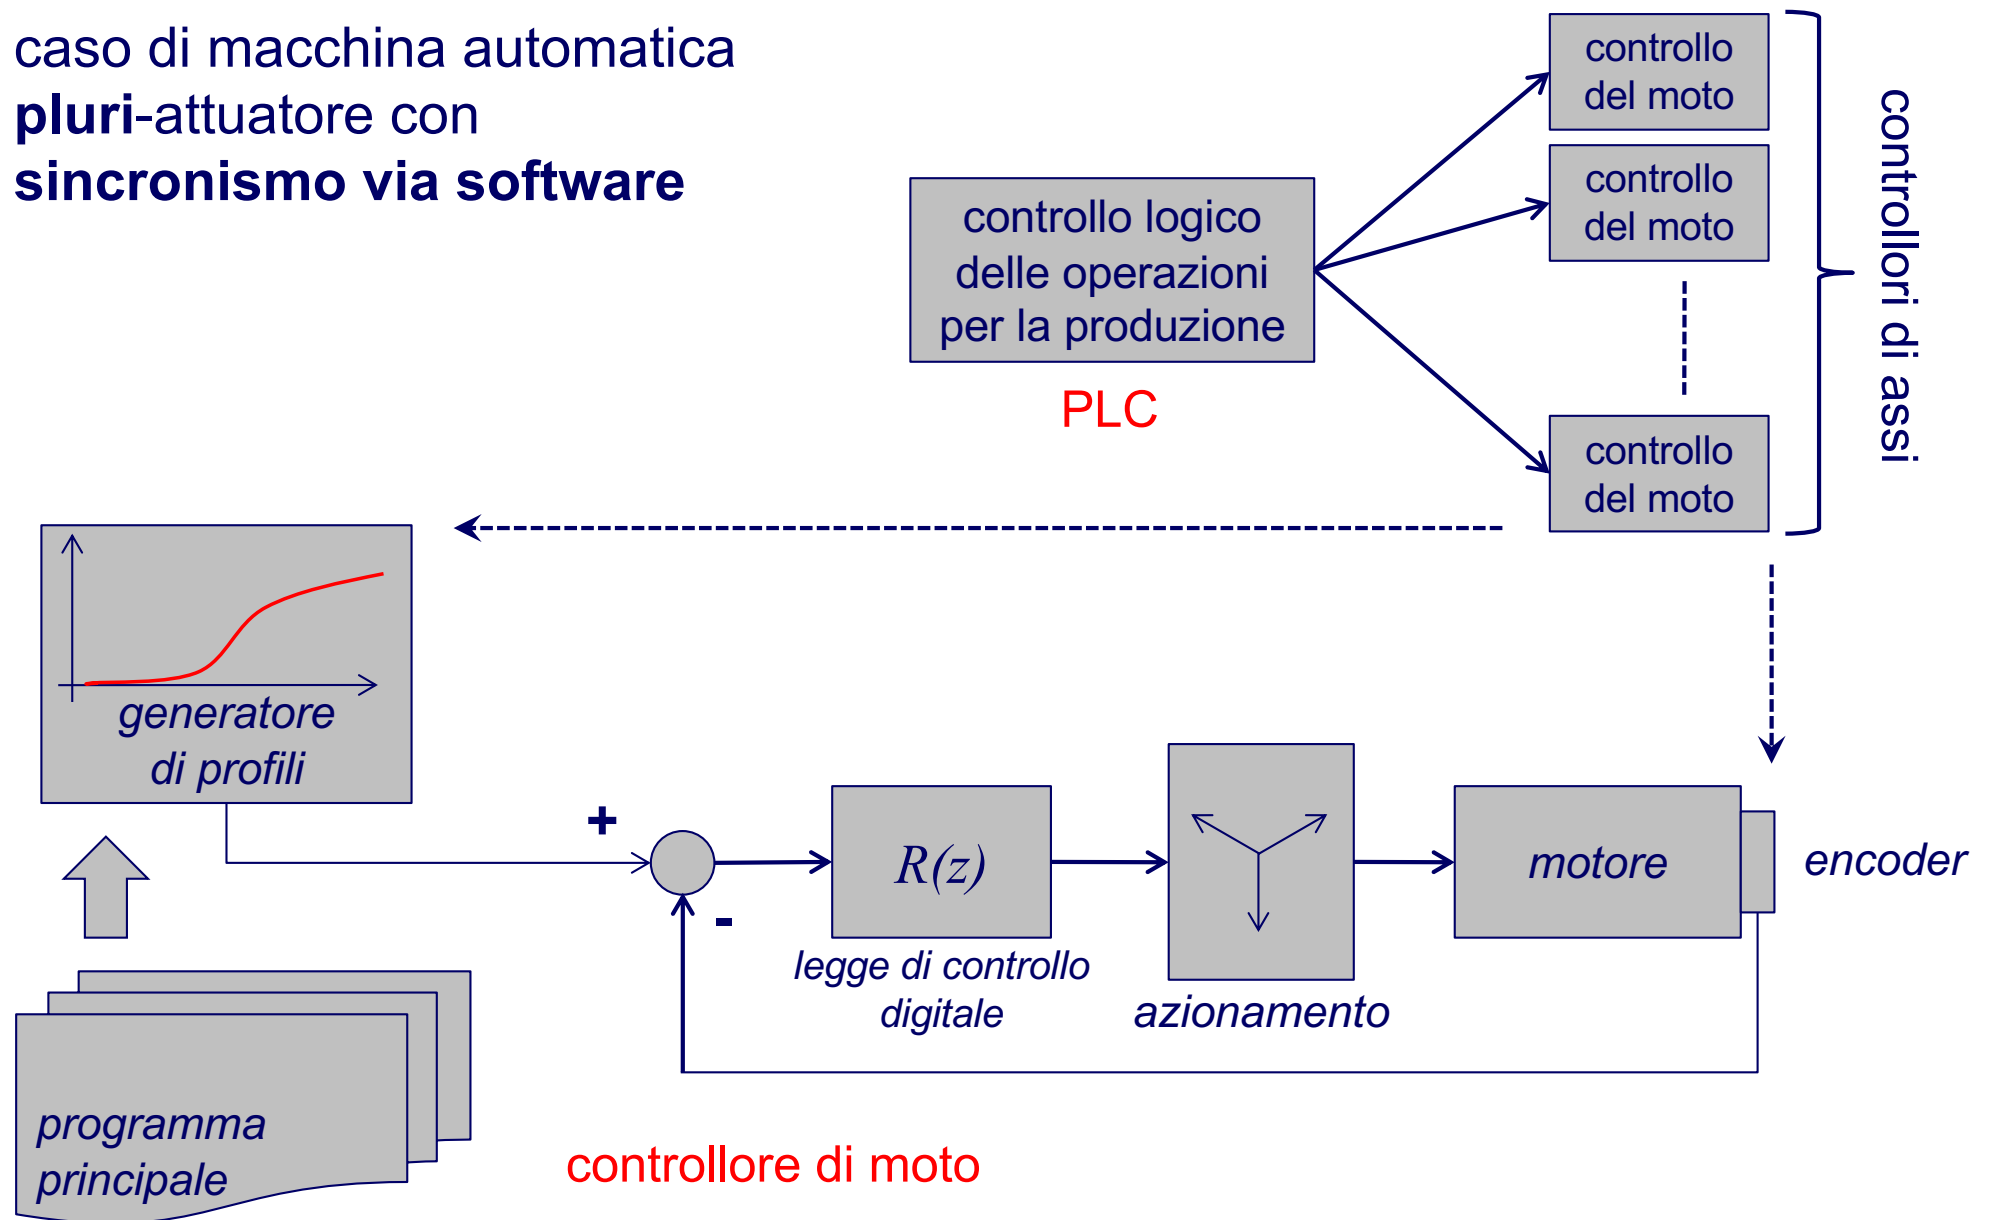 caso di macchina automatica
pluri-attuatore con
sincronismo via software
controllo logico
delle operazioni
per la produzione
PLC
controllo
del moto
controllo
del moto
controllo
del moto
controllori di assi
generatore
di profili
+
-
R(z)
legge di controllo
digitale
azionamento
motore
encoder
programma
principale
controllore di moto